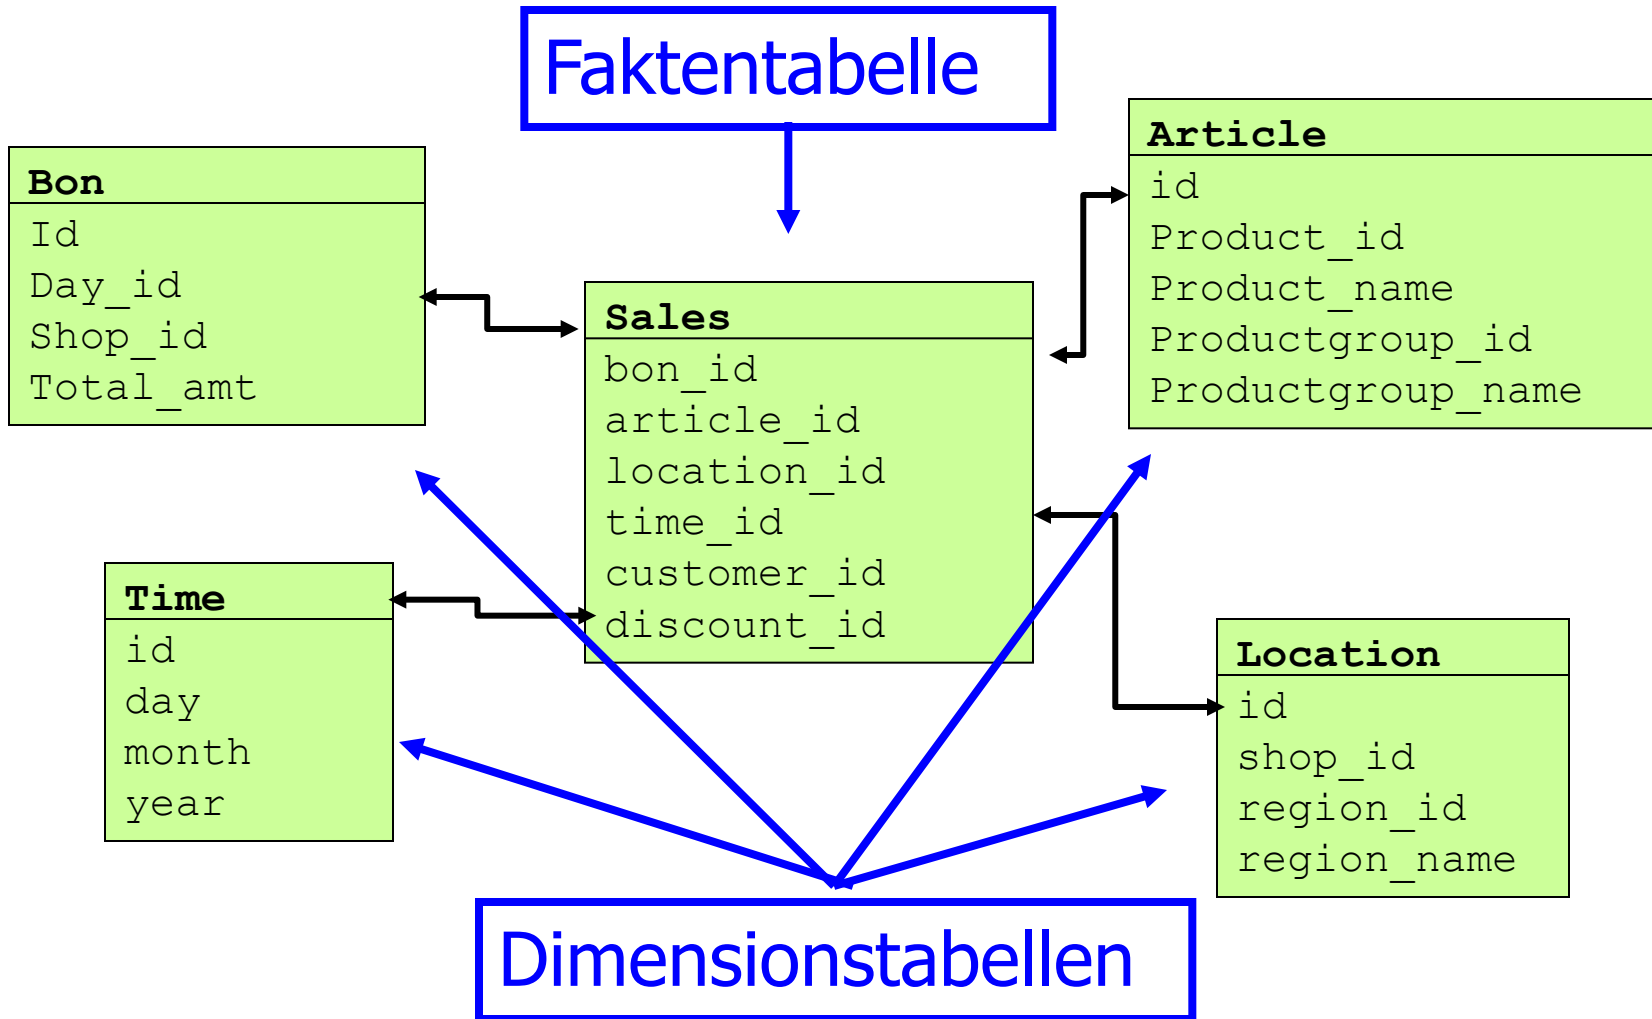 Faktentabelle
Bon
Id
Day_id
Shop_id
Total_amt
Sales
bon_id
article_id
location_id
time_id
customer_id
discount_id
Article
id
Product_id
Product_name
Productgroup_id
Productgroup_name
Time
id
day
month
year
Location
id
shop_id
region_id
region_name
Dimensionstabellen